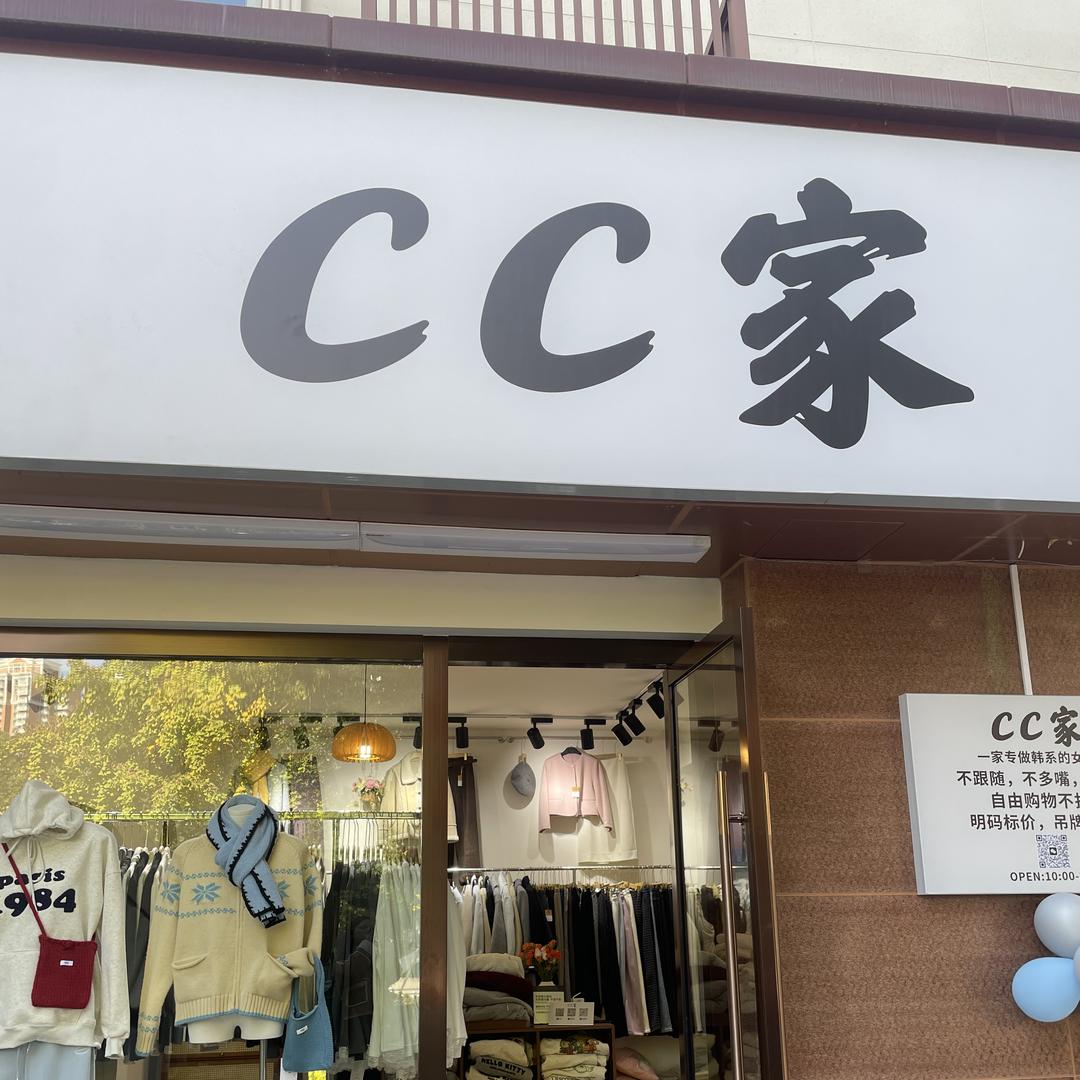 CC家
CC家
一家专做韩系的女
不跟随，不多嘴，
自由购物不
明码标价，吊牌
OPEN:10:00-
Paris
1984
HELLO KITTY